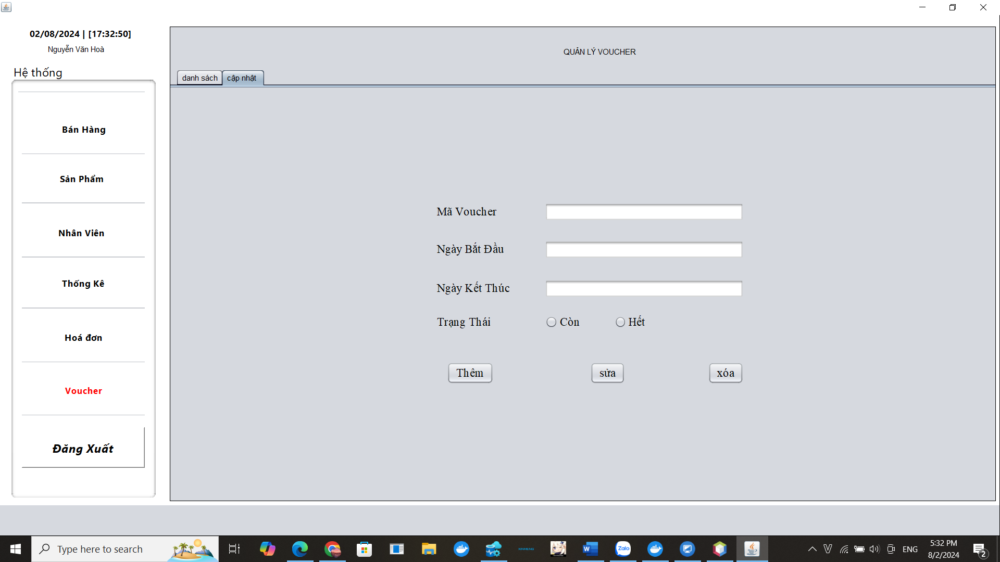 02/08/2024 | [17:32:50]
Nguyễn Văn Hoà
Hệ thống
Bán Hàng
Sản Phẩm
Nhân Viên
Thống Kê
Hoá đơn
Voucher
Đăng Xuất
QUẢN LÝ VOUCHER
danh sách
cập nhật
Mã Voucher
Ngày Bắt Đầu
Ngày Kết Thúc
Trạng Thái
Còn
Hết
Thêm
sửa
xóa
Type here to search
Zalo
V
ENG
5:32 PM
8/2/2024
2